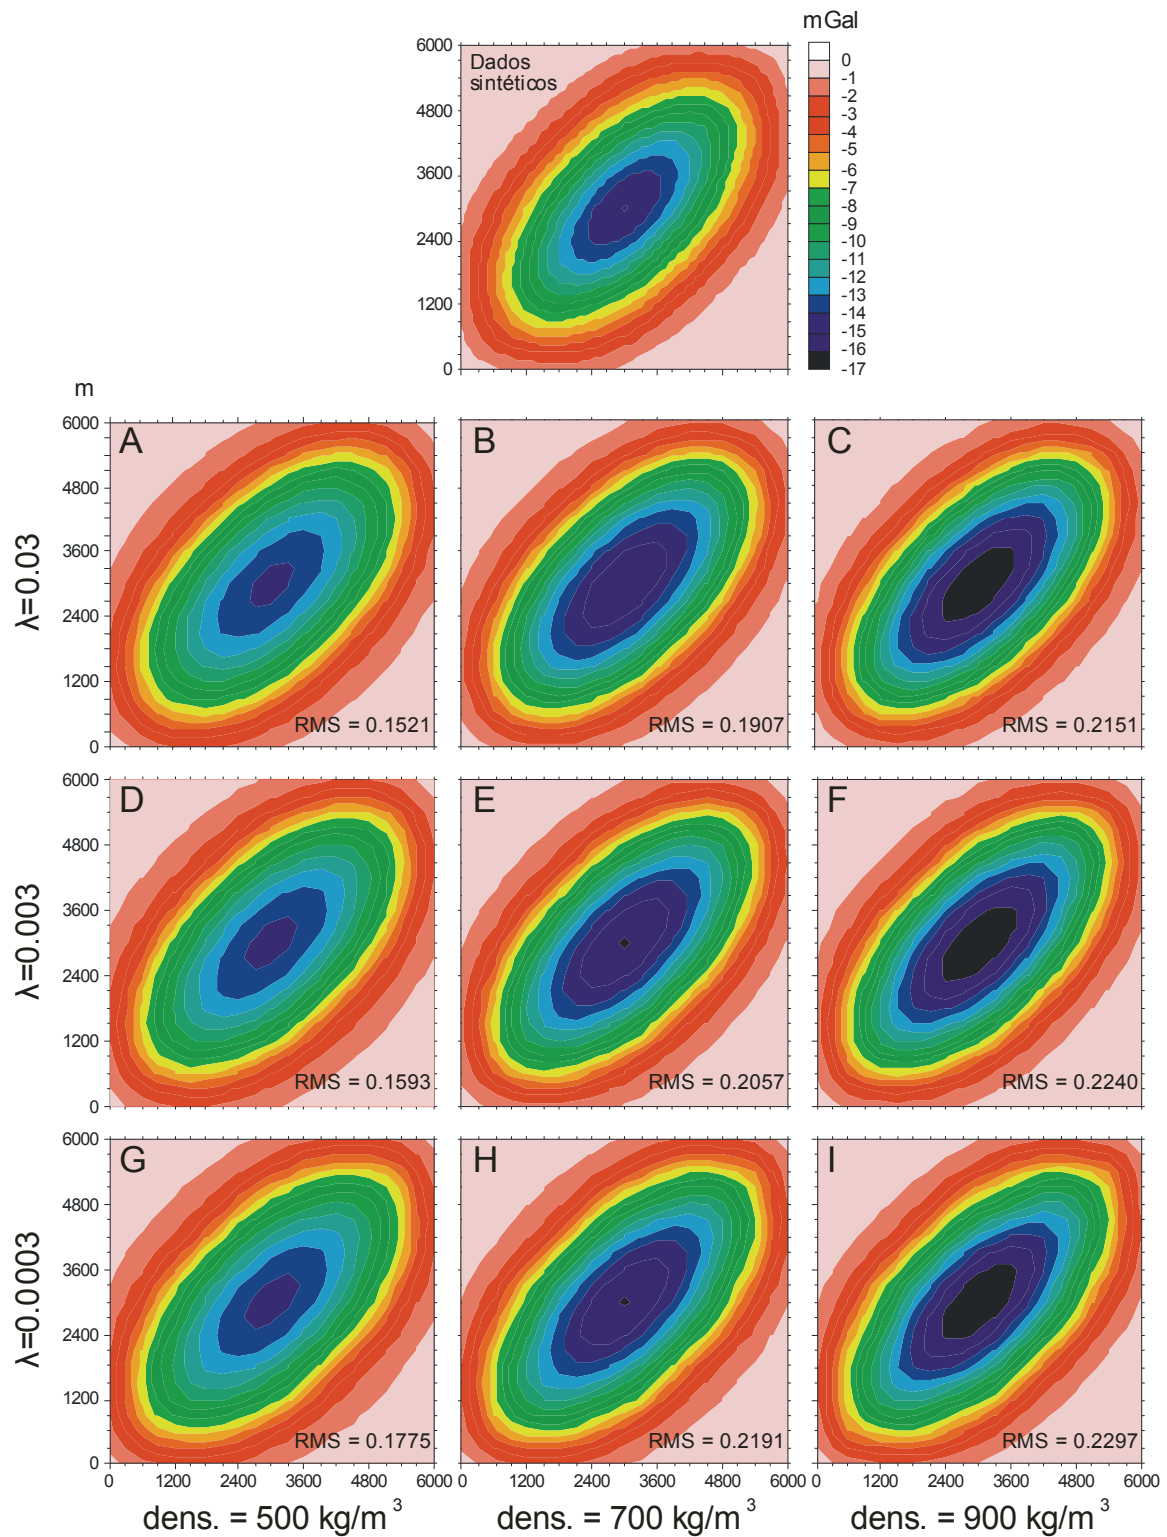 mGal
Dados
sintéticos
6000
4800
3600
2400
1200
0
0
-1
-2
-3
-4
-5
-6
-7
-8
-9
-10
-11
-12
-13
-14
-15
-16
-17
m
λ=0.03
6000
4800
3600
2400
1200
0
A
RMS = 0.1521
B
RMS = 0.1907
C
RMS = 0.2151
λ=0.003
6000
4800
3600
2400
1200
0
D
RMS = 0.1593
E
RMS = 0.2057
F
RMS = 0.2240
λ=0.0003
6000
4800
3600
2400
1200
0
G
RMS = 0.1775
H
RMS = 0.2191
I
RMS = 0.2297
0 1200 2400 3600 4800 6000
0 1200 2400 3600 4800 6000
0 1200 2400 3600 4800 6000
dens. = 500 kg/m³
dens. = 700 kg/m³
dens. = 900 kg/m³